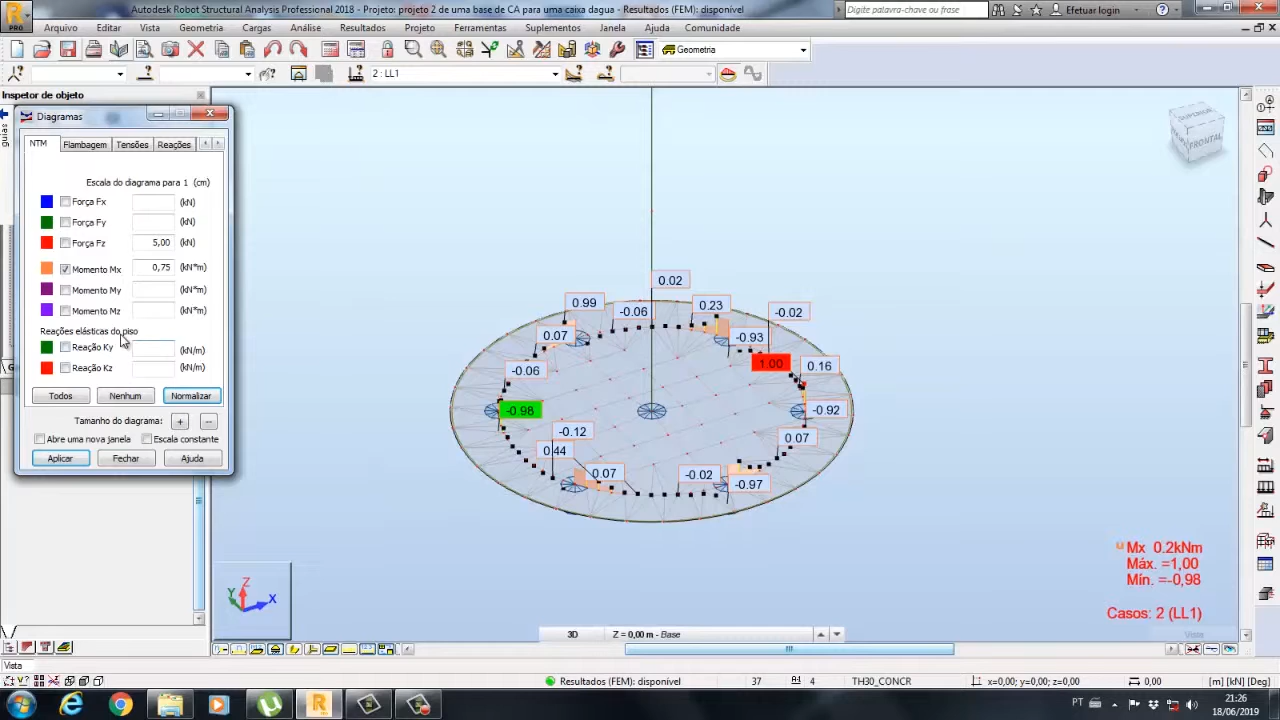 Autodesk Robot Structural Analysis Professional 2018 - Projeto: projeto 2 de uma base de CA para uma caixa dagua - Resultados (FEM): disponível
Digite palavra-chave ou frase
Efetuar login
PRO
Arquivo Editar Vista Geometria Cargas Análise Resultados Projeto Ferramentas Suplementos Janela Ajuda Comunidade
Geometria
2 : LL1
Inspetor de objeto
Diagramas
guias
NTM Flambagem Tensões Reações
Escala do diagrama para 1 (cm)
Força Fx (kN)
Força Fy (kN)
Força Fz 5,00 (kN)
Momento Mx 0,75 (kN*m)
Momento My (kN*m)
Momento Mz (kN*m)
Reações elásticas do piso
Reação Ky (kN/m)
Reação Kz (kN/m)
Todos Nenhum Normalizar
Tamanho do diagrama: + --
Abre uma nova janela Escala constante
Aplicar Fechar Ajuda
FRONTAL
0.02
0.99
-0.06
0.23
-0.02
0.07
-0.93
1.00
0.16
-0.06
-0.98
-0.92
-0.12
0.07
0.44
0.07
-0.02
-0.97
Mx 0.2kNm
Máx. =1,00
Mín. =-0,98
Casos: 2 (LL1)
Z
Y
X
3D
Z = 0,00 m - Base
Vista
Vista
Resultados (FEM): disponível
37
4
TH30_CONCR
x=0,00; y=0,00; z=0,00
0,00
[m] [kN] [Deg]
PT
21:26
18/06/2019